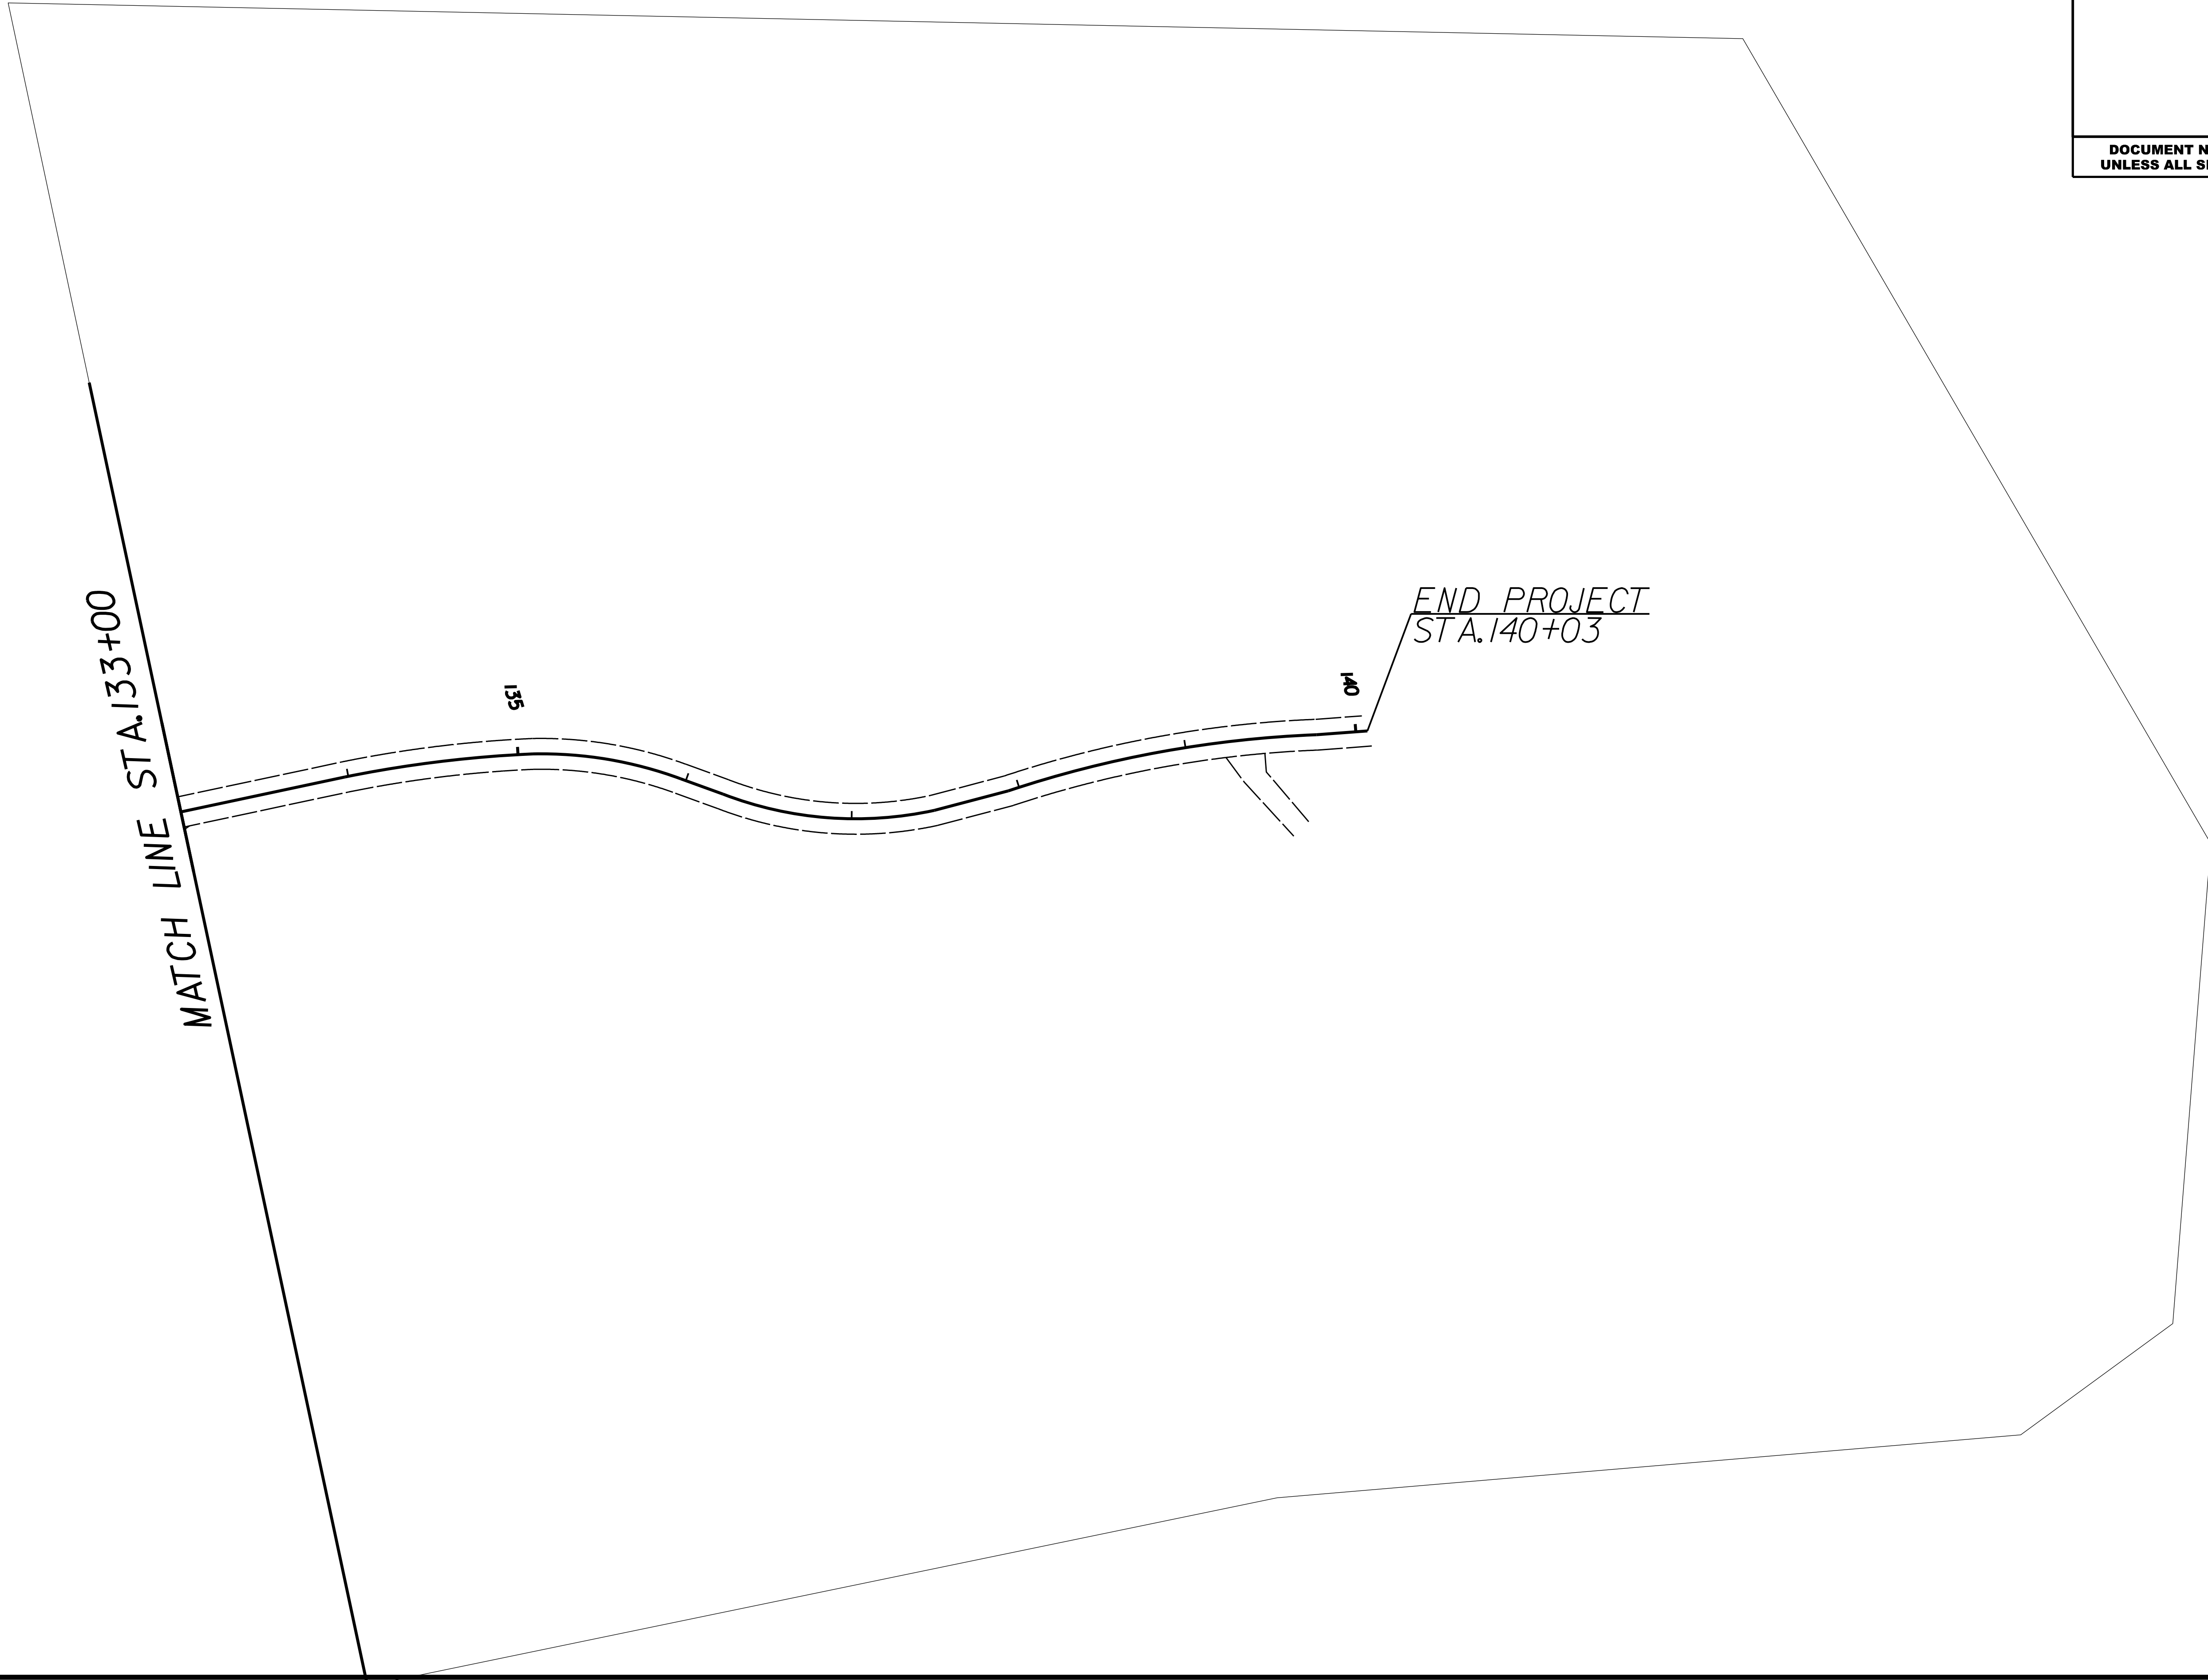 DOCUMENT N
UNLESS ALL S
END PROJECT
STA.140+03
MATCH LINE STA.133+00
135
140